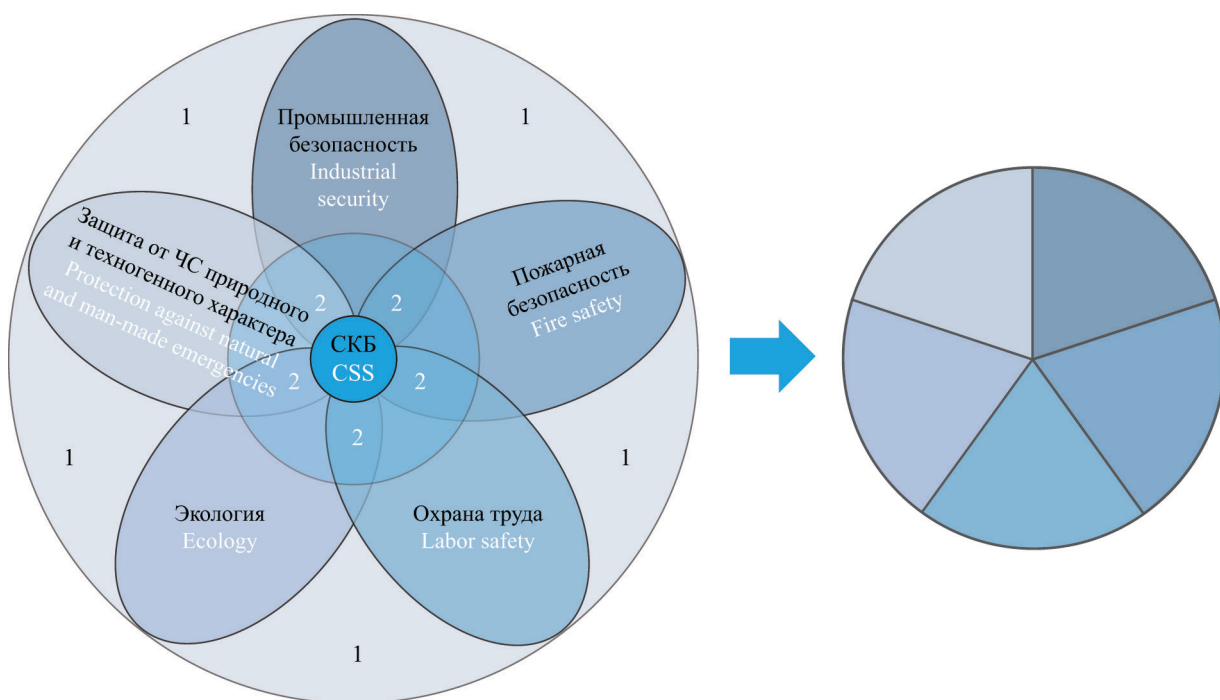 1
1
Промышленная
безопасность
Industrial
security
Защита от ЧС природного
и техногенного характера
Protection against natural
and man-made emergencies
Пожарная
безопасность
Fire safety
2
2
СКБ
CSS
2
2
2
1
1
Экология
Ecology
Охрана труда
Labor safety
1